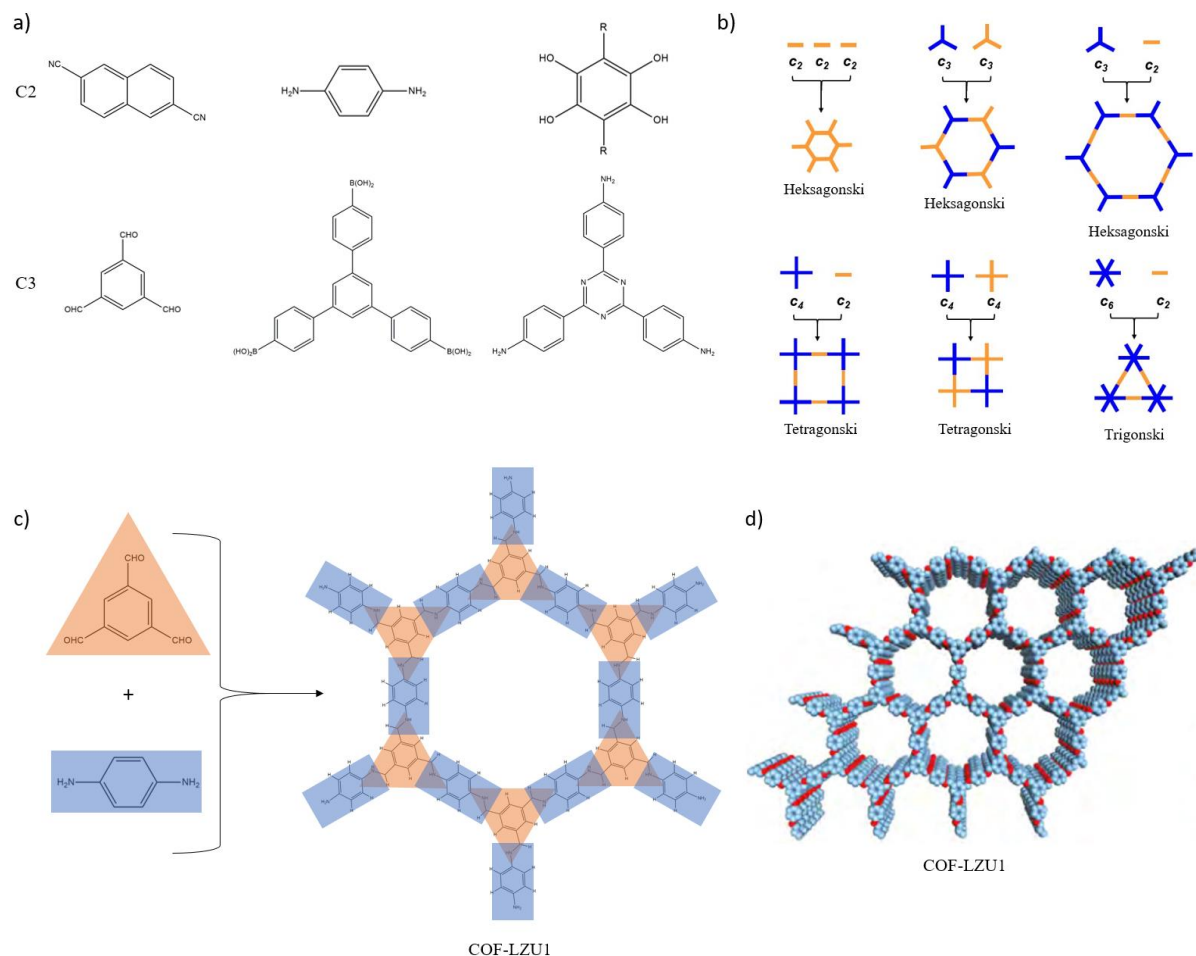 a)
C2
NC
CN
H₂N
NH₂
R
HO
OH
HO
OH
R
C3
CHO
OHC
CHO
B(OH)₂
(HO)₂B
B(OH)₂
NH₂
N
N
N
H₂N
NH₂
b)
c₂ c₂ c₂
Heksagonski
c₃ c₃
Heksagonski
c₃ c₂
Heksagonski
c₄ c₂
Tetragonski
c₄ c₄
Tetragonski
c₆ c₂
Trigonski
c)
CHO
OHC
CHO
+
H₂N
NH₂
COF-LZU1
d)
COF-LZU1